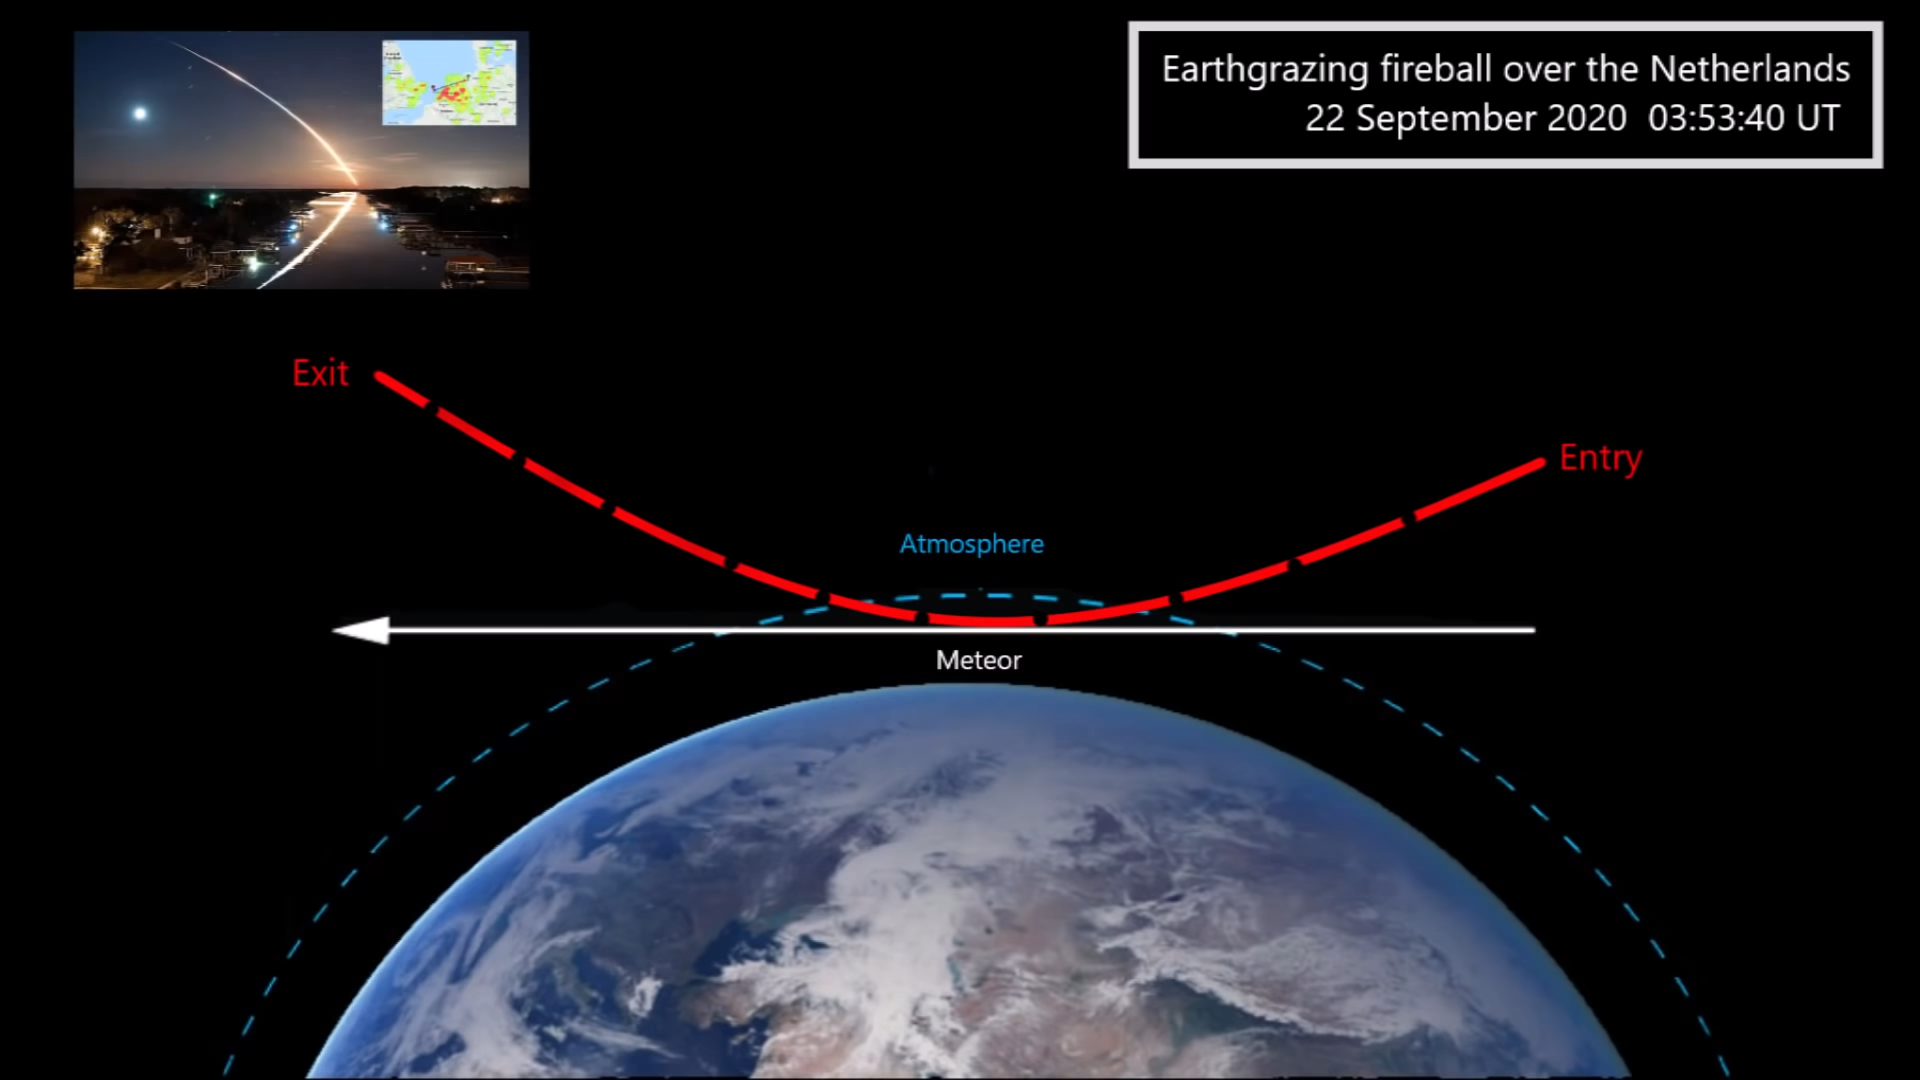 Earthgrazing fireball over the Netherlands
22 September 2020 03:53:40 UT
Exit
Entry
Atmosphere
Meteor